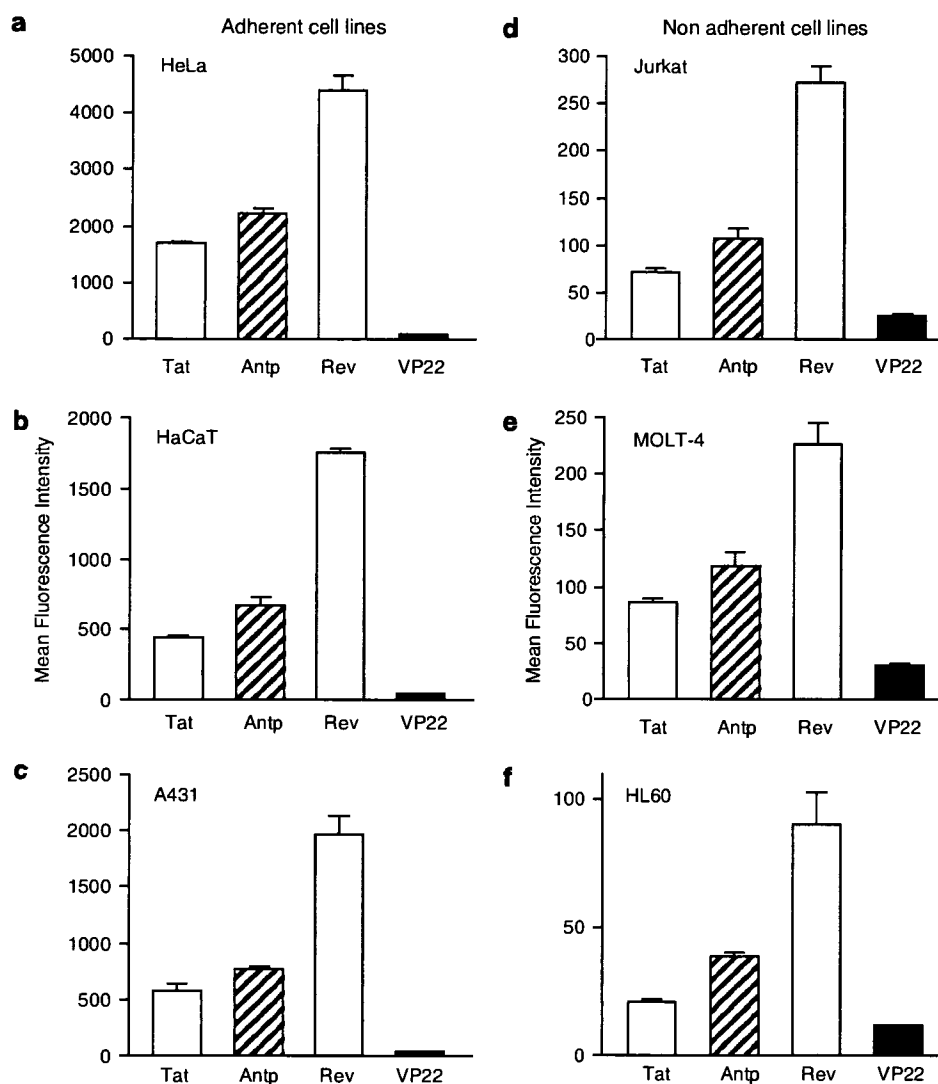 a
Adherent cell lines
HeLa
5000
4000
3000
2000
1000
0
Tat Antp Rev VP22
b
HaCaT
Mean Fluorescence Intensity
2000
1500
1000
500
0
Tat Antp Rev VP22
c
A431
2500
2000
1500
1000
500
0
Tat Antp Rev VP22
d
Non adherent cell lines
Jurkat
300
250
200
150
100
50
0
Tat Antp Rev VP22
e
MOLT-4
Mean Fluorescence Intensity
250
200
150
100
50
0
Tat Antp Rev VP22
f
HL60
100
50
0
Tat Antp Rev VP22